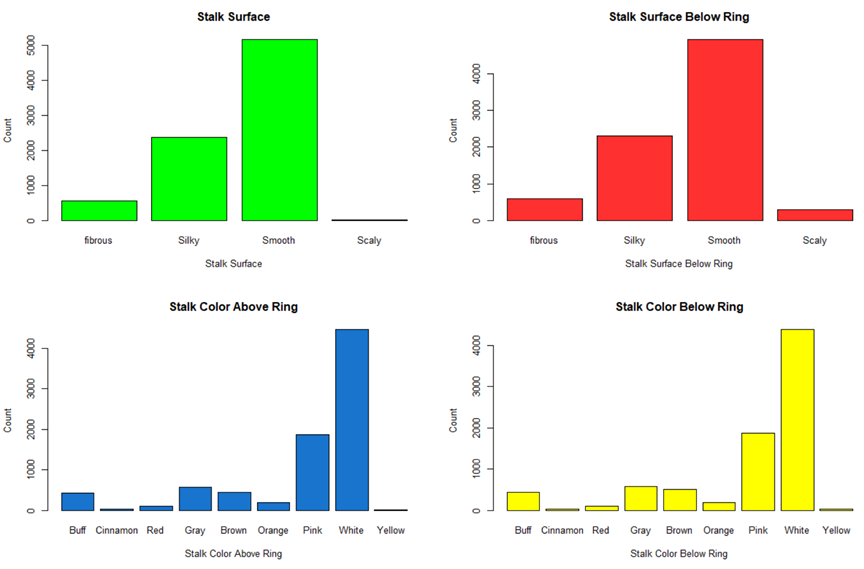 Stalk Surface
Count
5000
4000
3000
2000
1000
0
fibrous Silky Smooth Scaly
Stalk Surface
Stalk Surface Below Ring
Count
4000
3000
2000
1000
0
fibrous Silky Smooth Scaly
Stalk Surface Below Ring
Stalk Color Above Ring
Count
4000
3000
2000
1000
0
Buff Cinnamon Red Gray Brown Orange Pink White Yellow
Stalk Color Above Ring
Stalk Color Below Ring
Count
4000
3000
2000
1000
0
Buff Cinnamon Red Gray Brown Orange Pink White Yellow
Stalk Color Below Ring